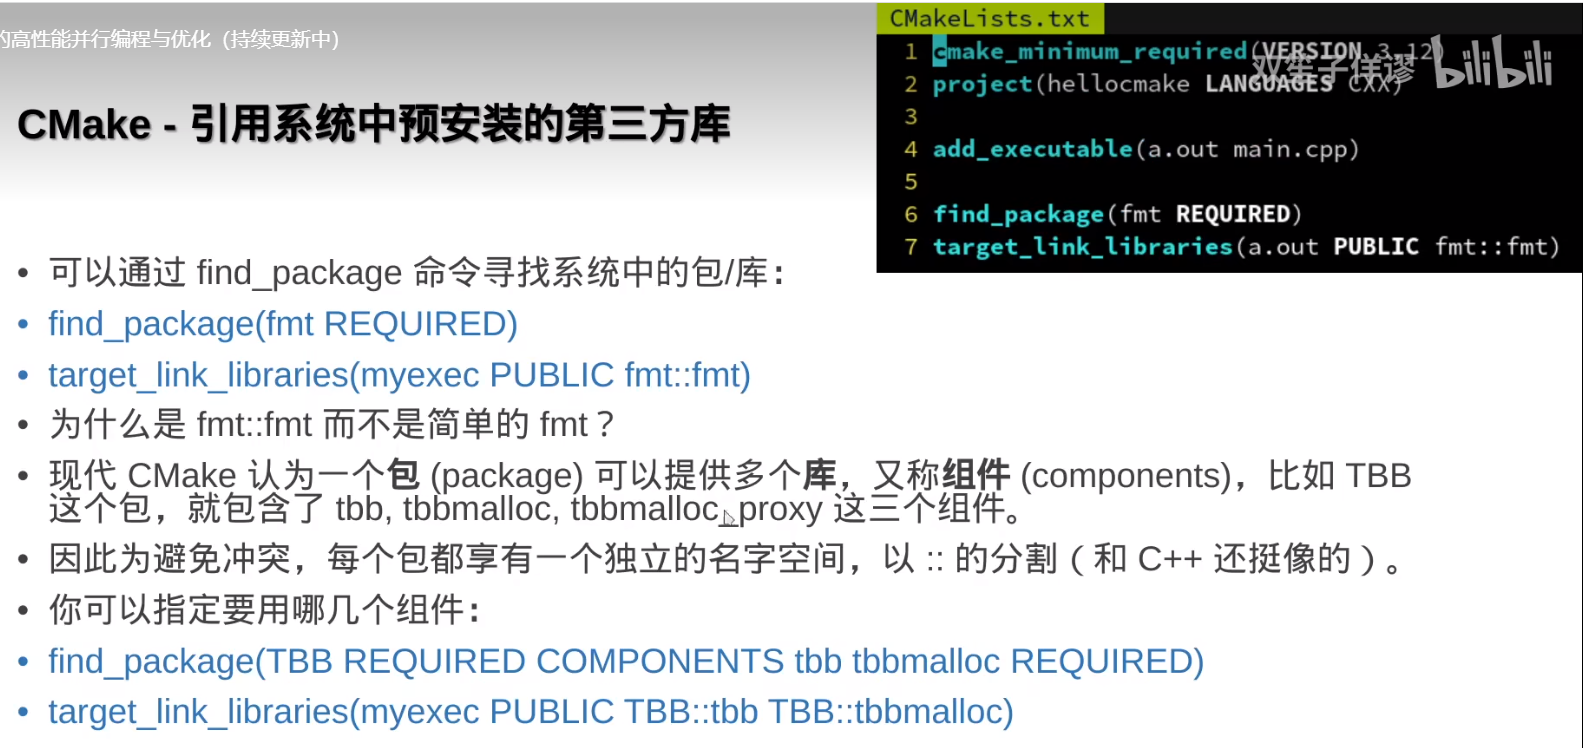 的高性能并行编程与优化（持续更新中）
CMake - 引用系统中预安装的第三方库
CMakeLists.txt
1 cmake_minimum_required(VERSION 3.12)
2 project(hellocmake LANGUAGES CXX)
3
4 add_executable(a.out main.cpp)
5
6 find_package(fmt REQUIRED)
7 target_link_libraries(a.out PUBLIC fmt::fmt)
双笙子佯谬 bilibili
• 可以通过 find_package 命令寻找系统中的包/库：
• find_package(fmt REQUIRED)
• target_link_libraries(myexec PUBLIC fmt::fmt)
• 为什么是 fmt::fmt 而不是简单的 fmt？
• 现代 CMake 认为一个包 (package) 可以提供多个库，又称组件 (components)，比如 TBB
这个包，就包含了 tbb, tbbmalloc, tbbmalloc_proxy 这三个组件。
• 因此为避免冲突，每个包都享有一个独立的名字空间，以 :: 的分割（和 C++ 还挺像的）。
• 你可以指定要用哪几个组件：
• find_package(TBB REQUIRED COMPONENTS tbb tbbmalloc REQUIRED)
• target_link_libraries(myexec PUBLIC TBB::tbb TBB::tbbmalloc)